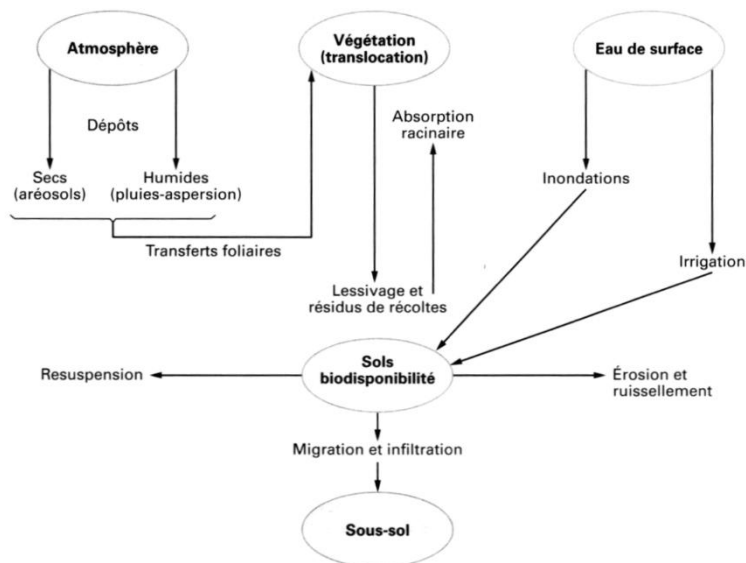 Atmosphère
Végétation
(translocation)
Eau de surface
Dépôts
Absorption
racinaire
Secs
(aréosols)
Humides
(pluies-aspersion)
Inondations
Transferts foliaires
Irrigation
Lessivage et
résidus de récoltes
Resuspension
Sols
biodisponibilité
Érosion et
ruissellement
Migration et infiltration
Sous-sol